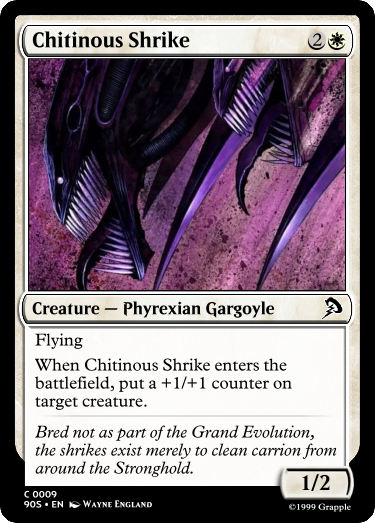 Chitinous Shrike 2
Creature — Phyrexian Gargoyle
Flying
When Chitinous Shrike enters the
battlefield, put a +1/+1 counter on
target creature.
Bred not as part of the Grand Evolution,
the shrikes exist merely to clean carrion from
around the Stronghold.
1/2
C 0009
90S • EN Wayne England
©1999 Grapple